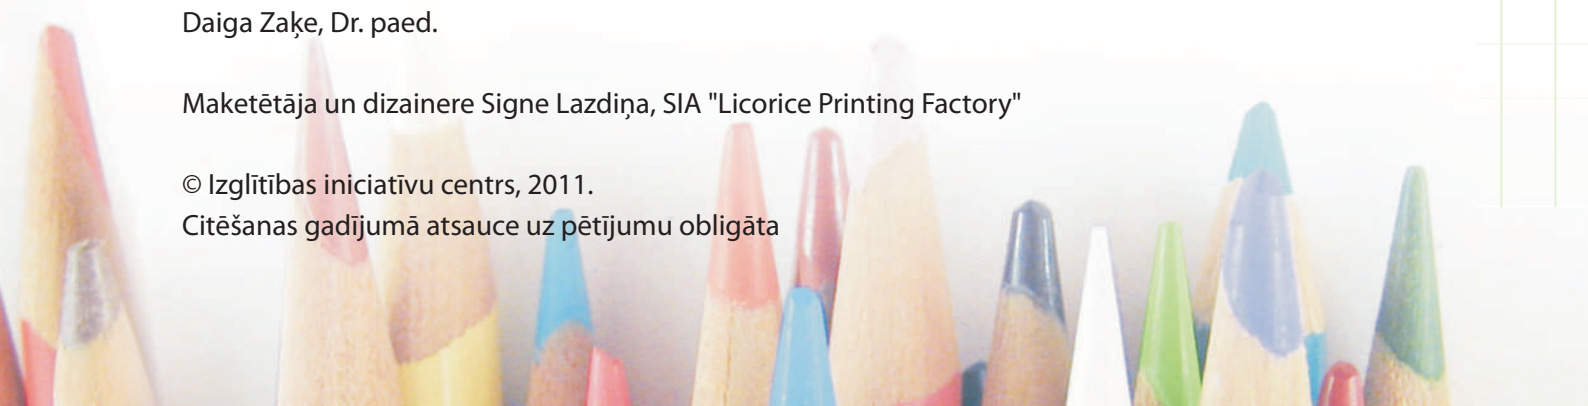 Daiga Zaķe, Dr. paed.
Maketētāja un dizainere Signe Lazdiņa, SIA "Licorice Printing Factory"
© Izglītības iniciatīvu centrs, 2011.
Citēšanas gadījumā atsauce uz pētījumu obligāta